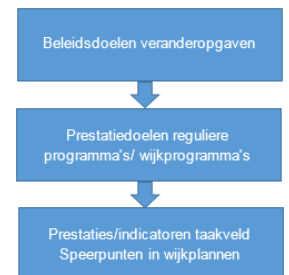 Beleidsdoelen veranderopgaven
Prestatiedoelen reguliere
programma's/ wijkprogramma's
Prestaties/indicatoren taakveld
Speerpunten in wijkplannen